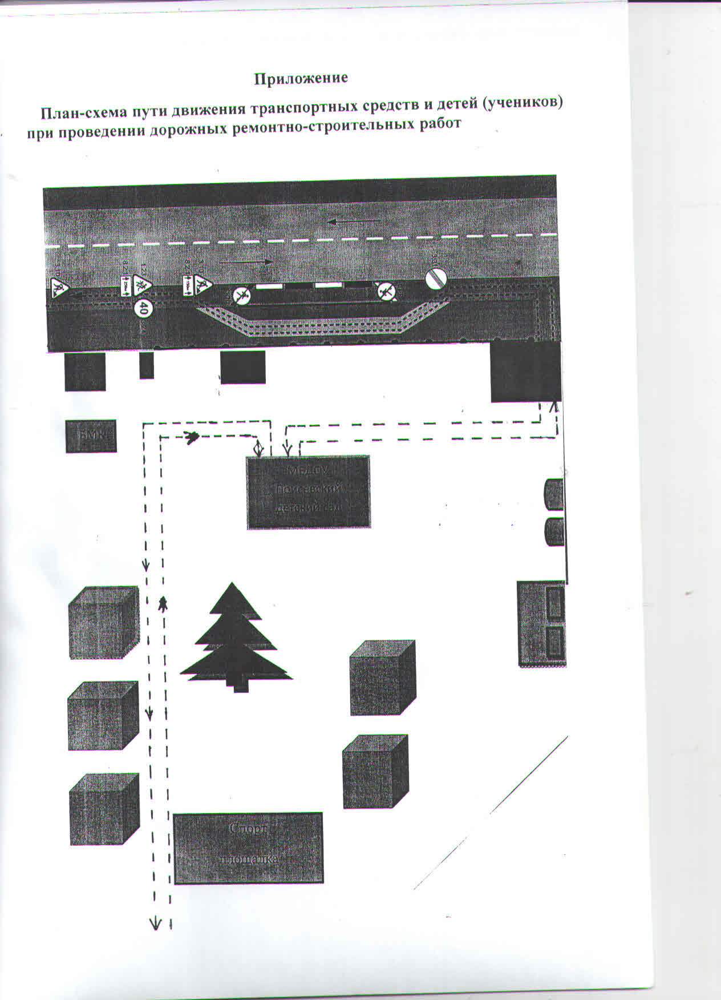 Приложение
План-схема пути движения транспортных средств и детей (учеников)
при проведении дорожных ремонтно-строительных работ
40
БМК
МБДОУ
Поисевский
детский сад
Спорт
площадка